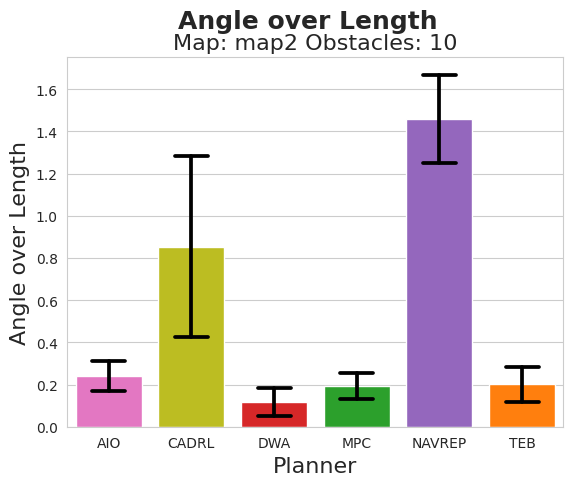 Angle over Length
Map: map2 Obstacles: 10
Angle over Length
1.6
1.4
1.2
1.0
0.8
0.6
0.4
0.2
0.0
AIO CADRL DWA MPC NAVREP TEB
Planner